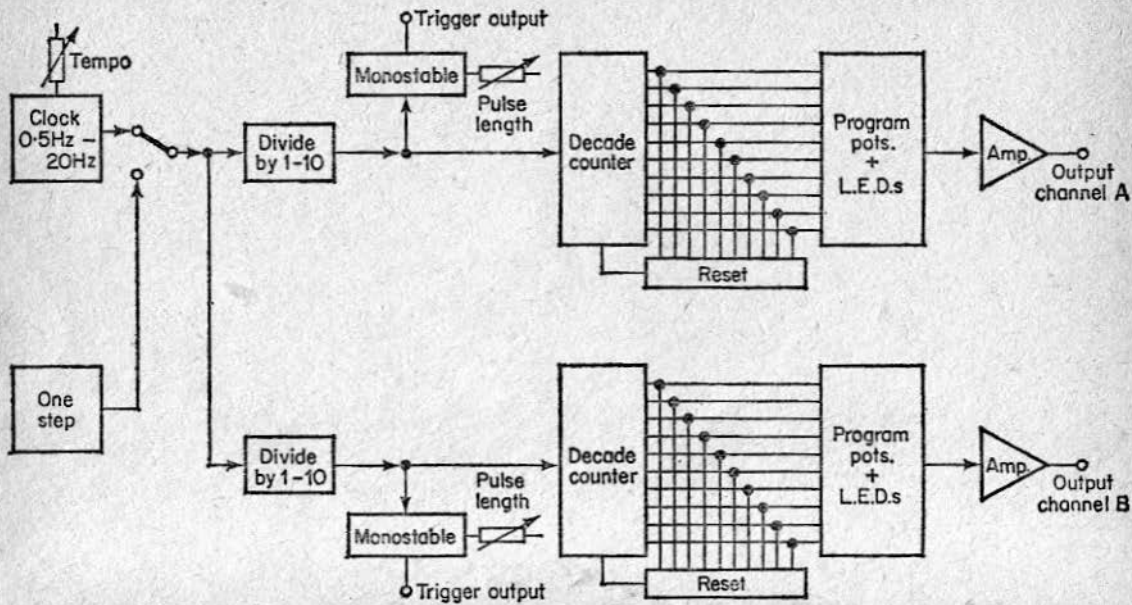 Trigger output
Tempo
Monostable
Pulse
length
Clock
0·5Hz –
20Hz
Divide
by 1-10
Decade
counter
Program
pots.
+
L.E.D.s
Amp.
Output
channel A
Reset
One
step
Divide
by 1-10
Pulse
length
Monostable
Decade
counter
Program
pots.
+
L.E.D.s
Amp.
Output
channel B
Reset
Trigger output